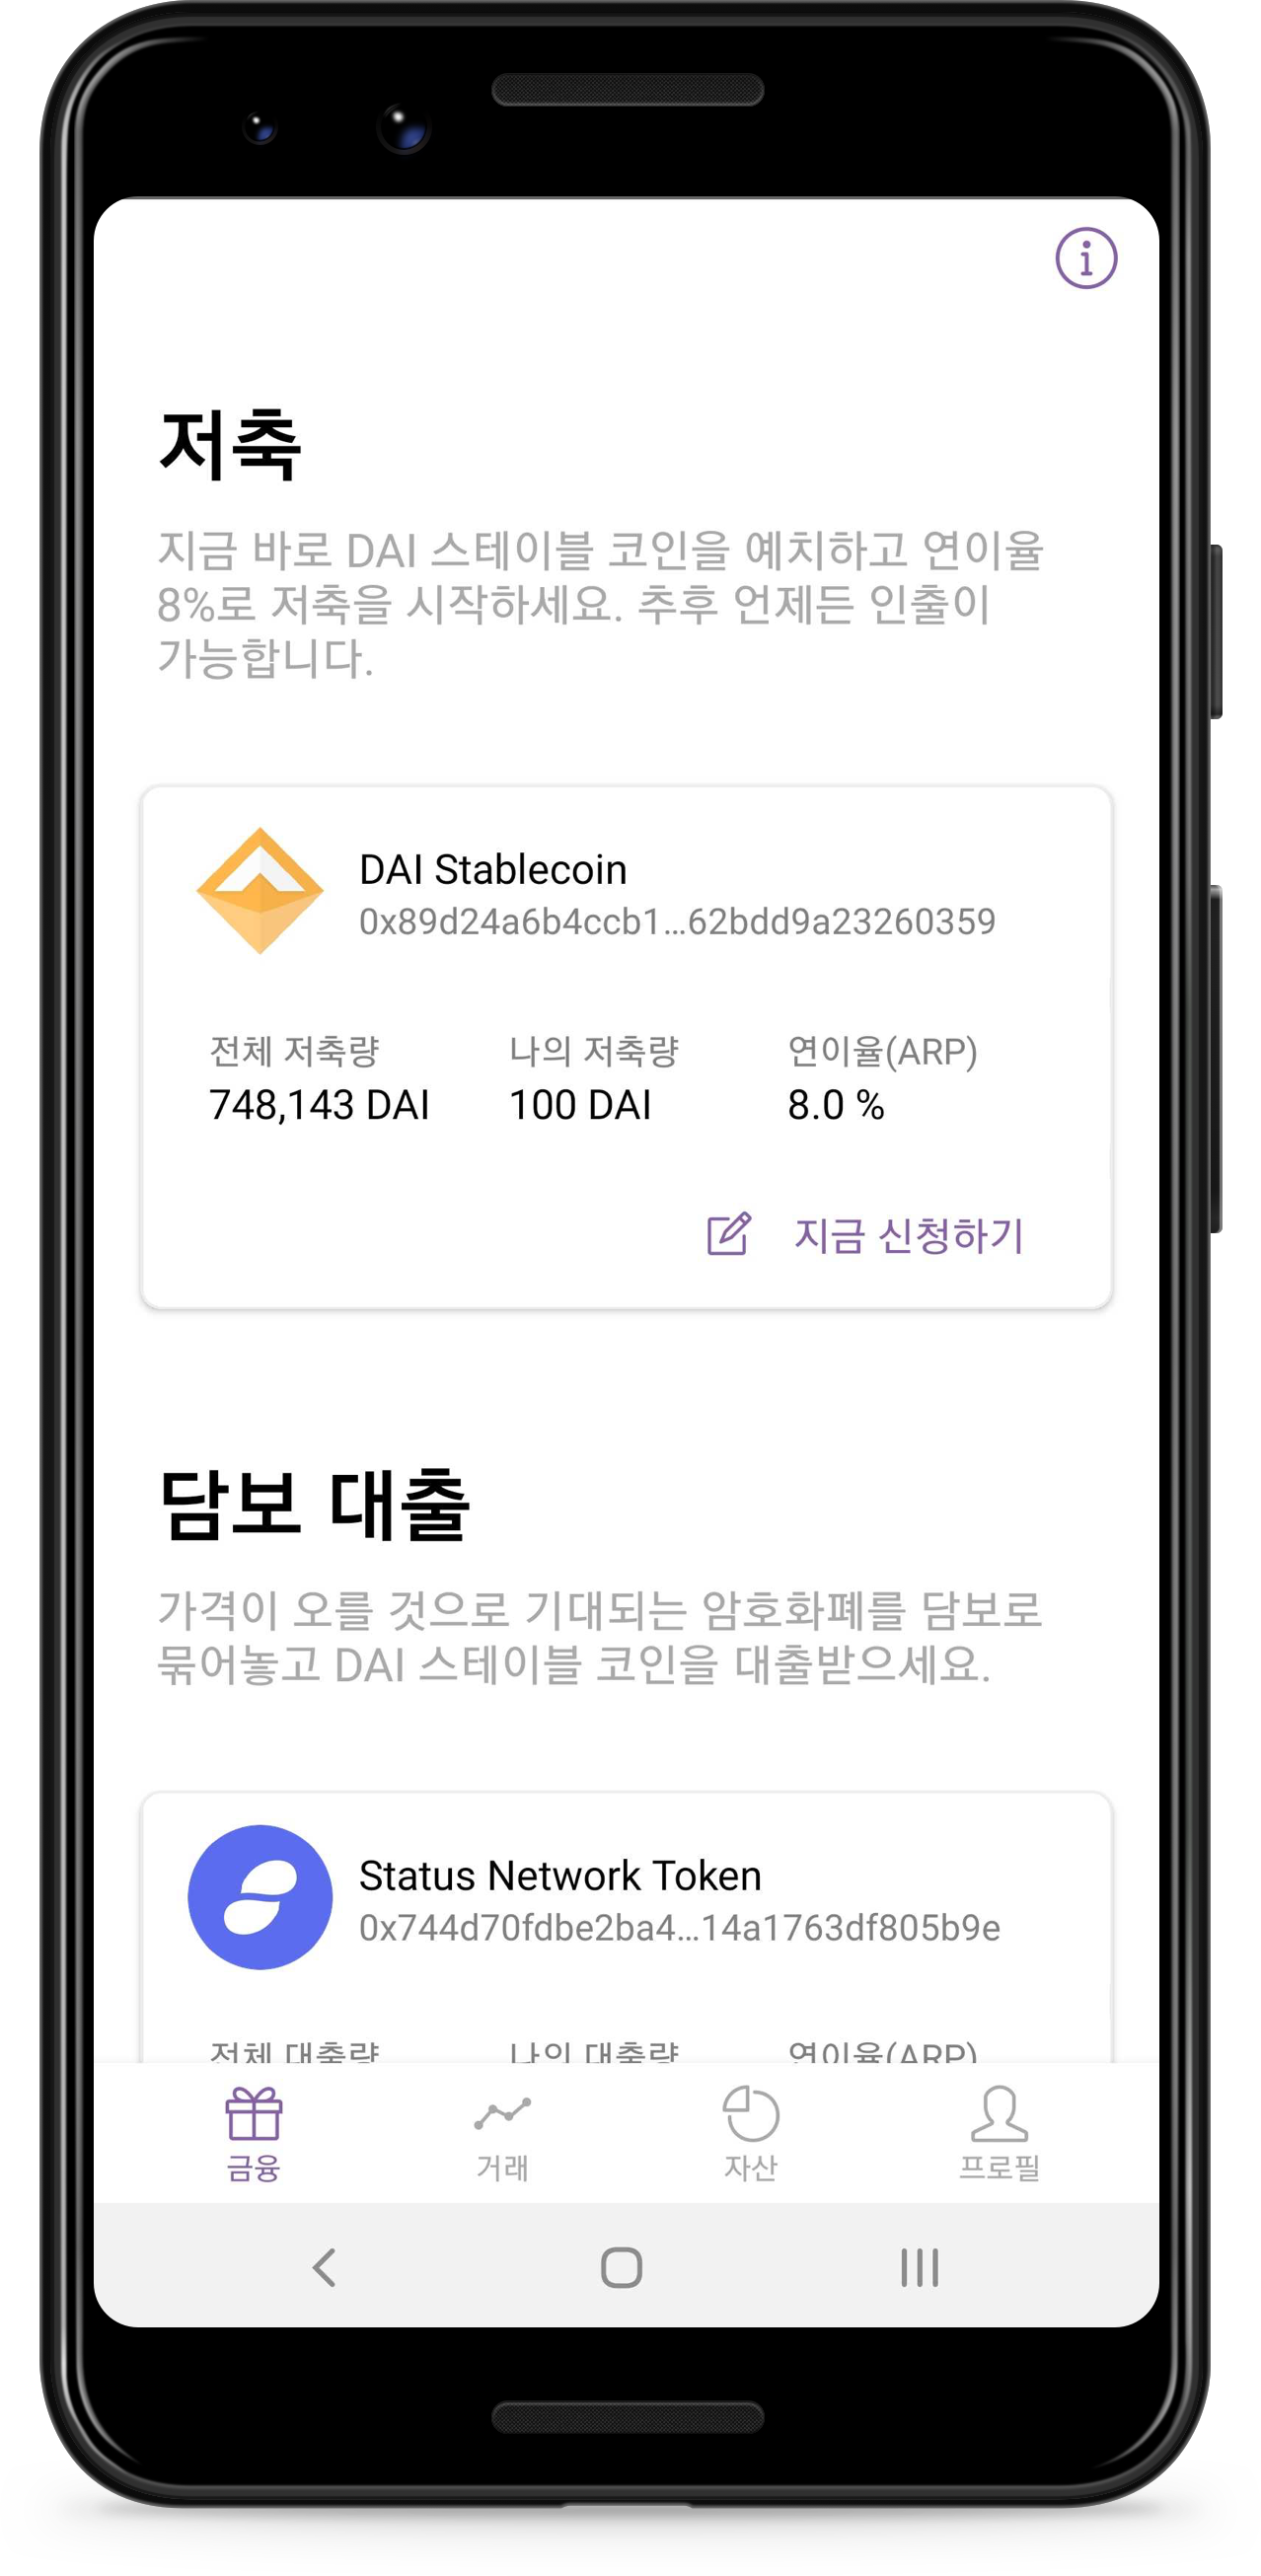 저축
지금 바로 DAI 스테이블 코인을 예치하고 연이율
8%로 저축을 시작하세요. 추후 언제든 인출이
가능합니다.
DAI Stablecoin
0x89d24a6b4ccb1...62bdd9a23260359
전체 저축량 나의 저축량 연이율(ARP)
748,143 DAI 100 DAI 8.0 %
지금 신청하기
담보 대출
가격이 오를 것으로 기대되는 암호화폐를 담보로
묶어놓고 DAI 스테이블 코인을 대출받으세요.
Status Network Token
0x744d70fdbe2ba4...14a1763df805b9e
전체 대출량 나의 대출량 연이율(ARP)
금융 거래 자산 프로필